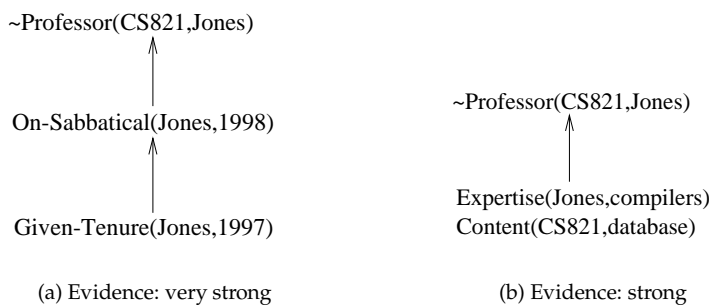 ~Professor(CS821,Jones)
On-Sabbatical(Jones,1998)
Given-Tenure(Jones,1997)
(a) Evidence: very strong
~Professor(CS821,Jones)
Expertise(Jones,compilers)
Content(CS821,database)
(b) Evidence: strong